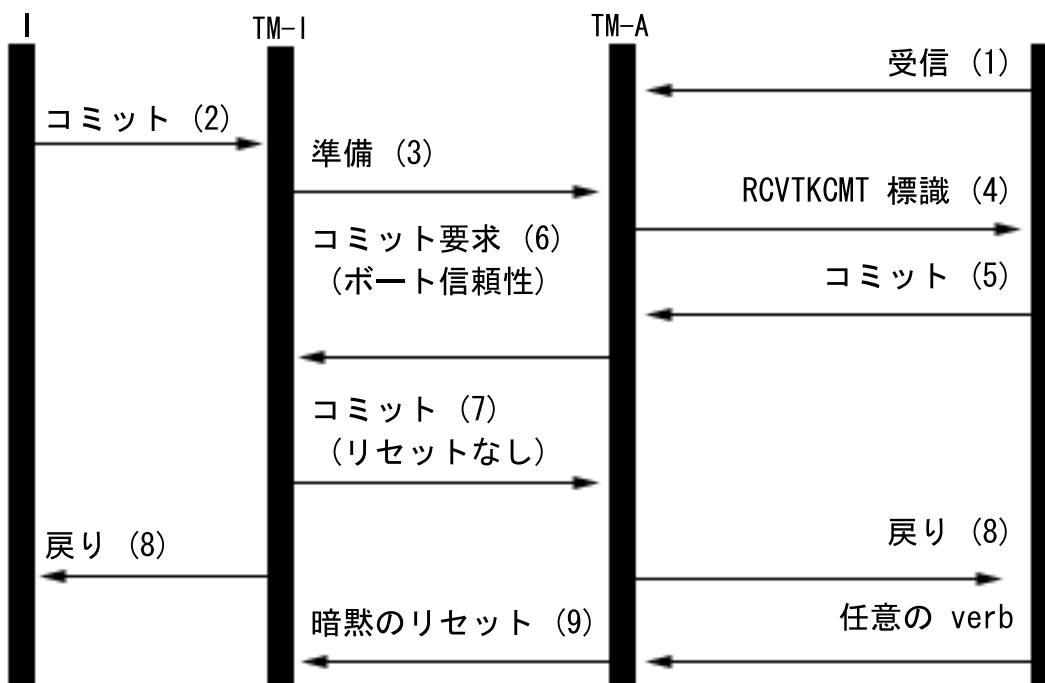 I
TM-I
TM-A
受信 (1)
コミット (2)
準備 (3)
RCVTKCMT 標識 (4)
コミット要求 (6)
(ボート信頼性)
コミット (5)
コミット (7)
(リセットなし)
戻り (8)
戻り (8)
暗黙のリセット (9)
任意の verb